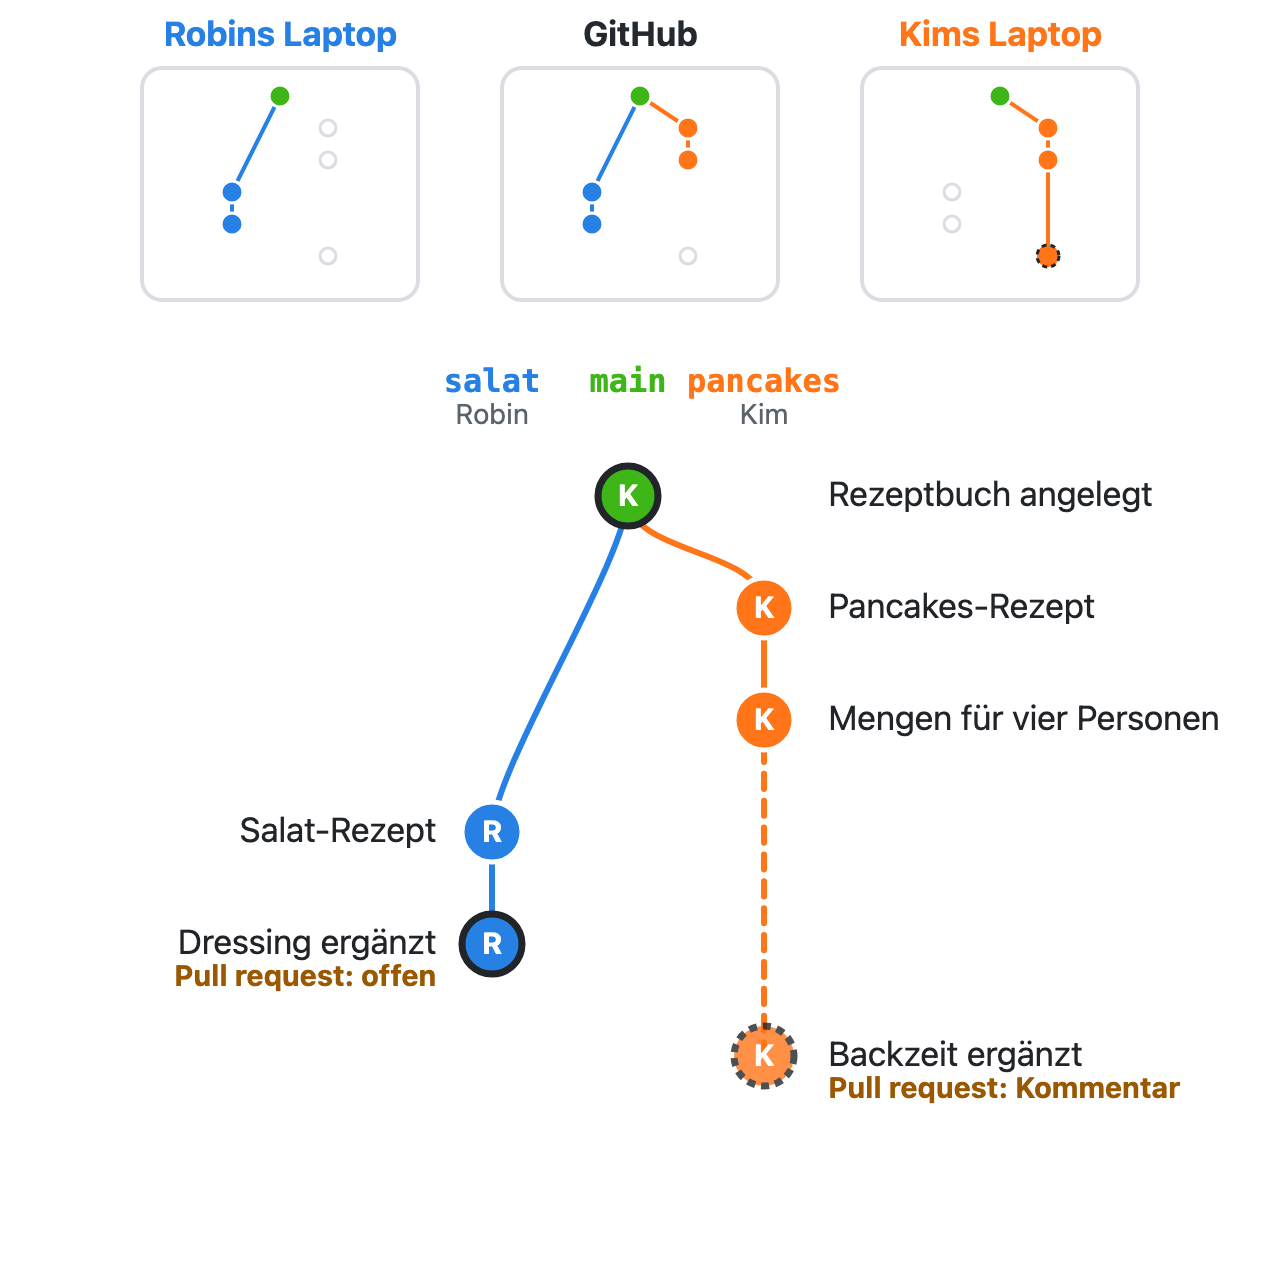 Robins Laptop
GitHub
Kims Laptop
salat
main
pancakes
Robin
Kim
K
Rezeptbuch angelegt
K
Pancakes-Rezept
K
Mengen für vier Personen
Salat-Rezept
R
Dressing ergänzt
R
Pull request: offen
K
Backzeit ergänzt
Pull request: Kommentar